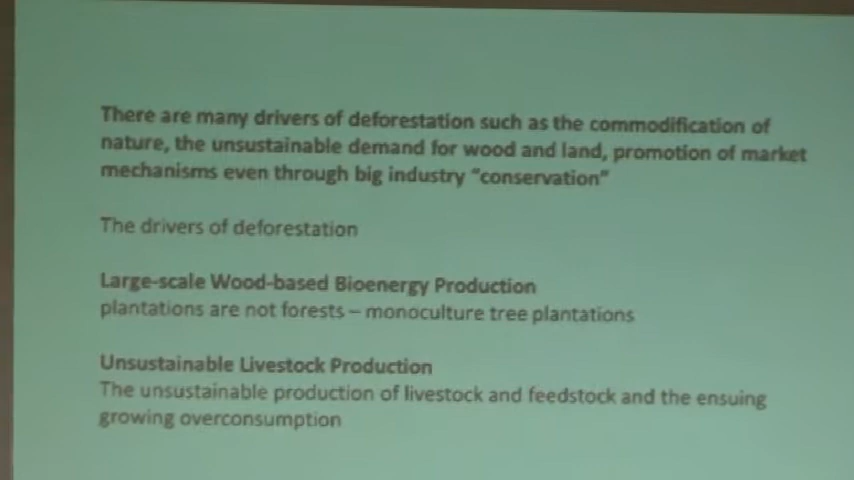 There are many drivers of deforestation such as the commodification of
nature, the unsustainable demand for wood and land, promotion of market
mechanisms even through big industry “conservation”
The drivers of deforestation
Large-scale Wood-based Bioenergy Production
plantations are not forests – monoculture tree plantations
Unsustainable Livestock Production
The unsustainable production of livestock and feedstock and the ensuing
growing overconsumption